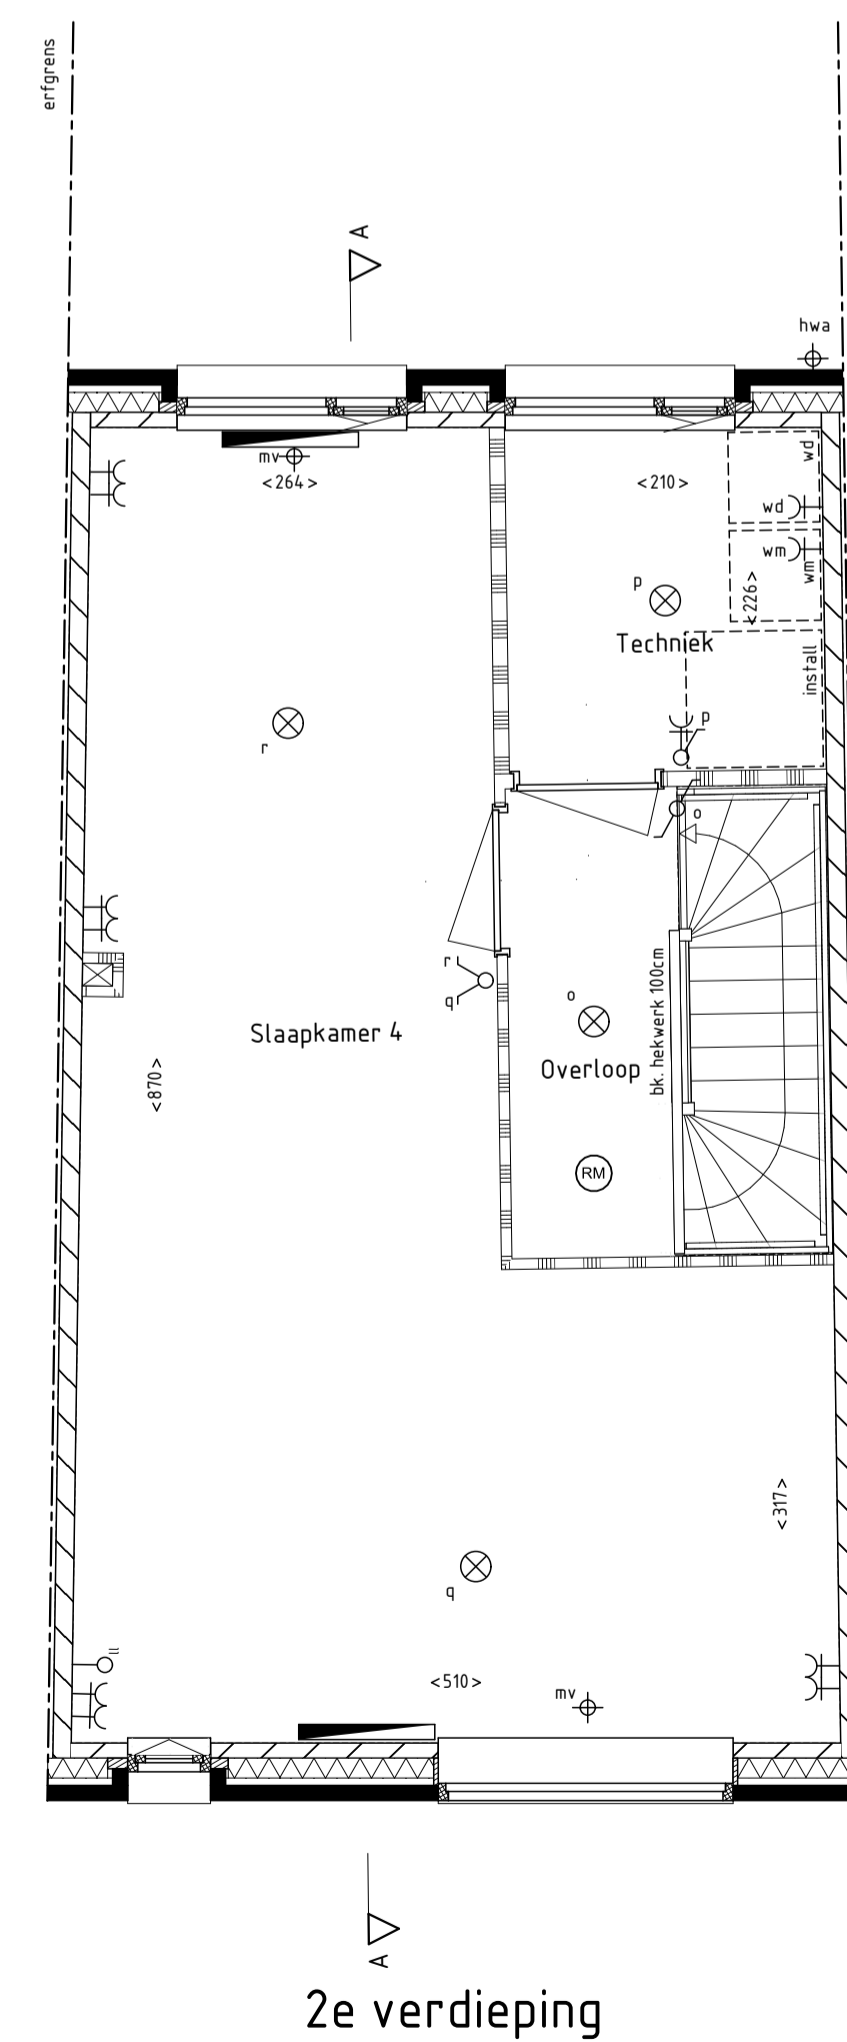 erfgrens
A
hwa
mv
<264>
<210>
wd
wd
wm
wm
<226>
p
Techniek
install
p
r
o
r
q
o
Slaapkamer 4
Overloop
bk. hekwerk 100cm
<870>
RM
<317>
q
ll
<510>
mv
A
2e verdieping